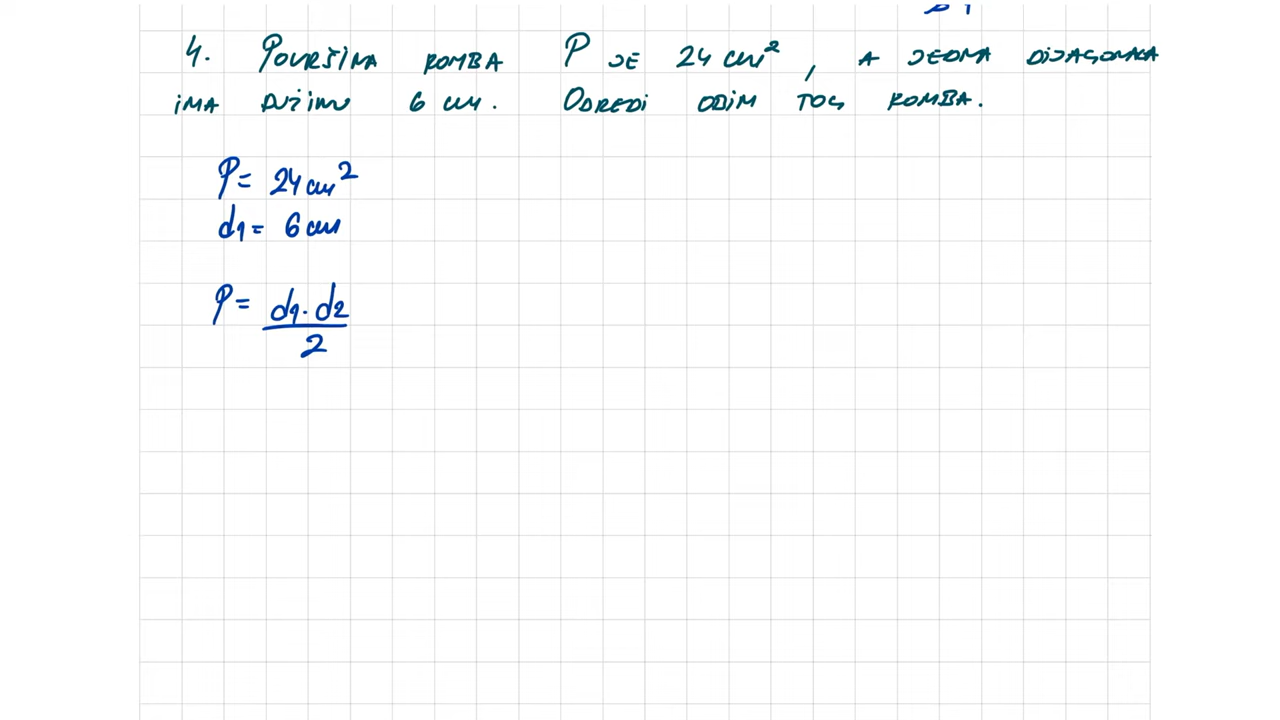 4. POVRŠINA ROMBA P JE 24 cm², A JEDNA DIJAGONALA
IMA DUŽINU 6 cm. ODREDI OBIM TOG ROMBA.
P = 24 cm²
d1 = 6 cm
P = d1 · d2
2